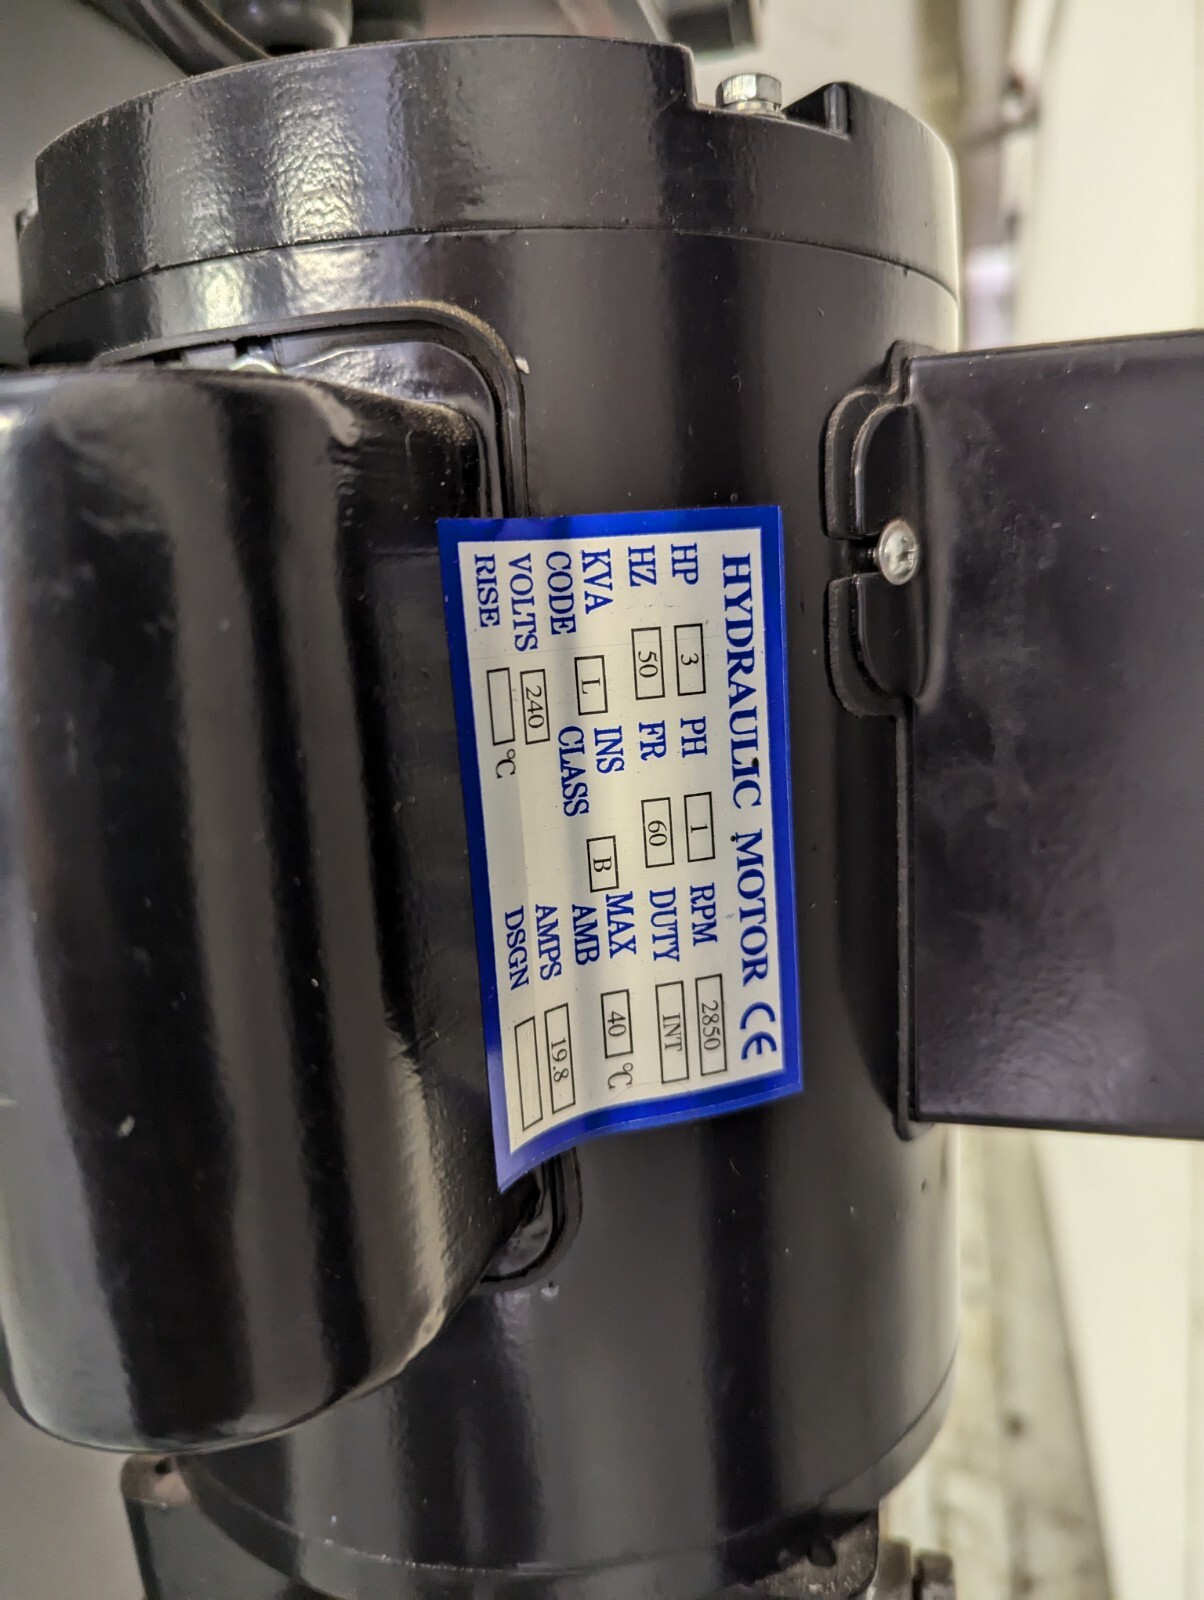 HYDRAULIC MOTOR CE
HP 3 PH 1 RPM 2850
HZ 50 FR 60 DUTY INT
KVA CODE L INS CLASS B MAX AMB 40 °C
VOLTS 240 AMPS 19.8
RISE °C DSGN